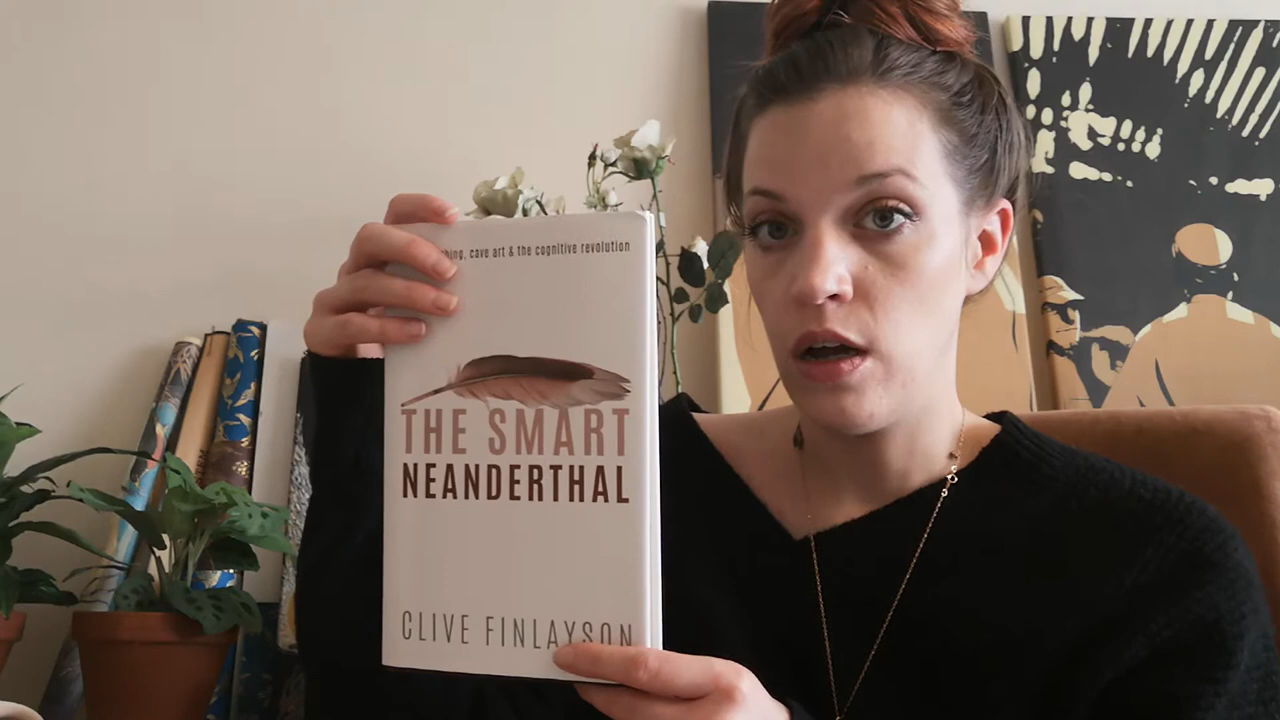 cave art & the cognitive revolution
THE SMART
NEANDERTHAL
CLIVE FINLAYSON